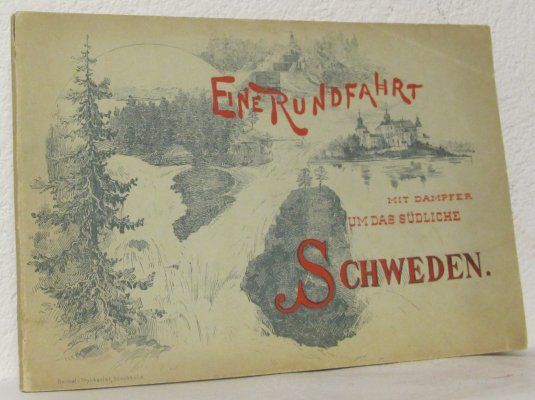 EINE RUNDFAHRT
MIT DAMPFER
UM DAS SÜDLICHE
SCHWEDEN.